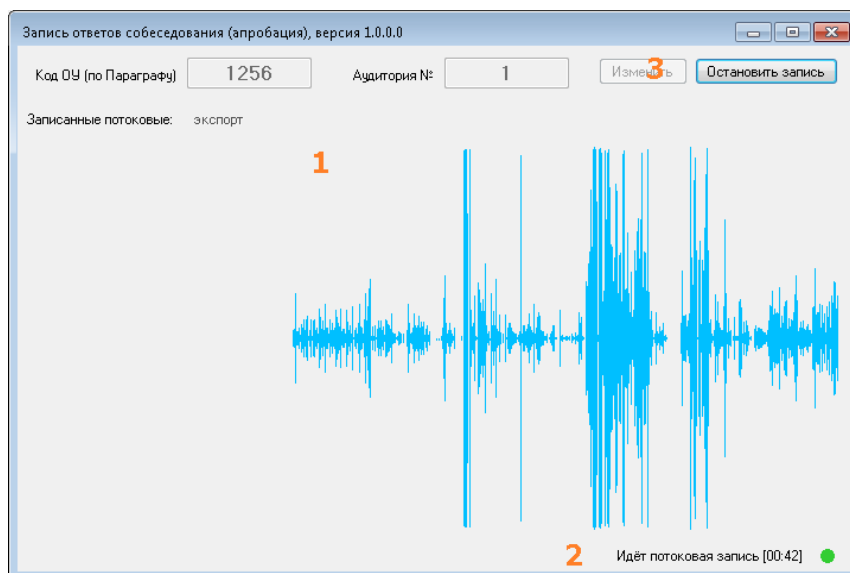 Запись ответов собеседования (апробация), версия 1.0.0.0
Код ОУ (по Параграфу) 1256 Аудитория № 1 Изменить 3 Остановить запись
Записанные потоковые: экспорт
1
2 Идёт потоковая запись [00:42]